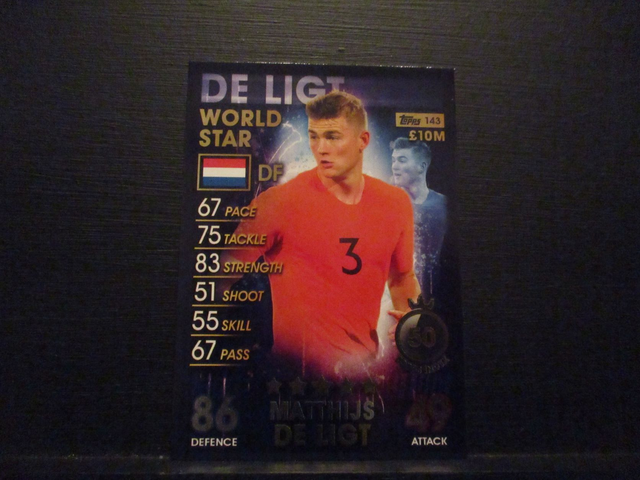 DE LIGT
WORLD
STAR
Topps 143
£10M
DF
67 PACE
75 TACKLE
83 STRENGTH
51 SHOOT
55 SKILL
67 PASS
3
86
DEFENCE
MATTHIJS
DE LIGT
49
ATTACK